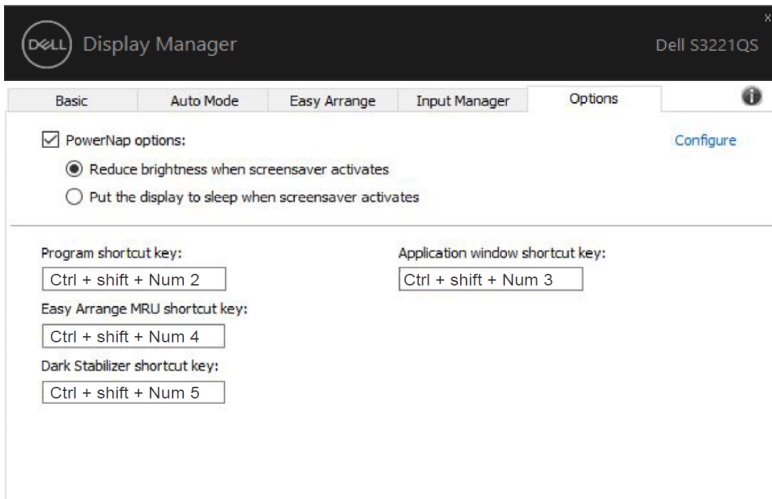 DELL Display Manager
x
Dell S3221QS
Basic Auto Mode Easy Arrange Input Manager Options i
PowerNap options: Configure
Reduce brightness when screensaver activates
Put the display to sleep when screensaver activates
Program shortcut key: Application window shortcut key:
Ctrl + shift + Num 2 Ctrl + shift + Num 3
Easy Arrange MRU shortcut key:
Ctrl + shift + Num 4
Dark Stabilizer shortcut key:
Ctrl + shift + Num 5